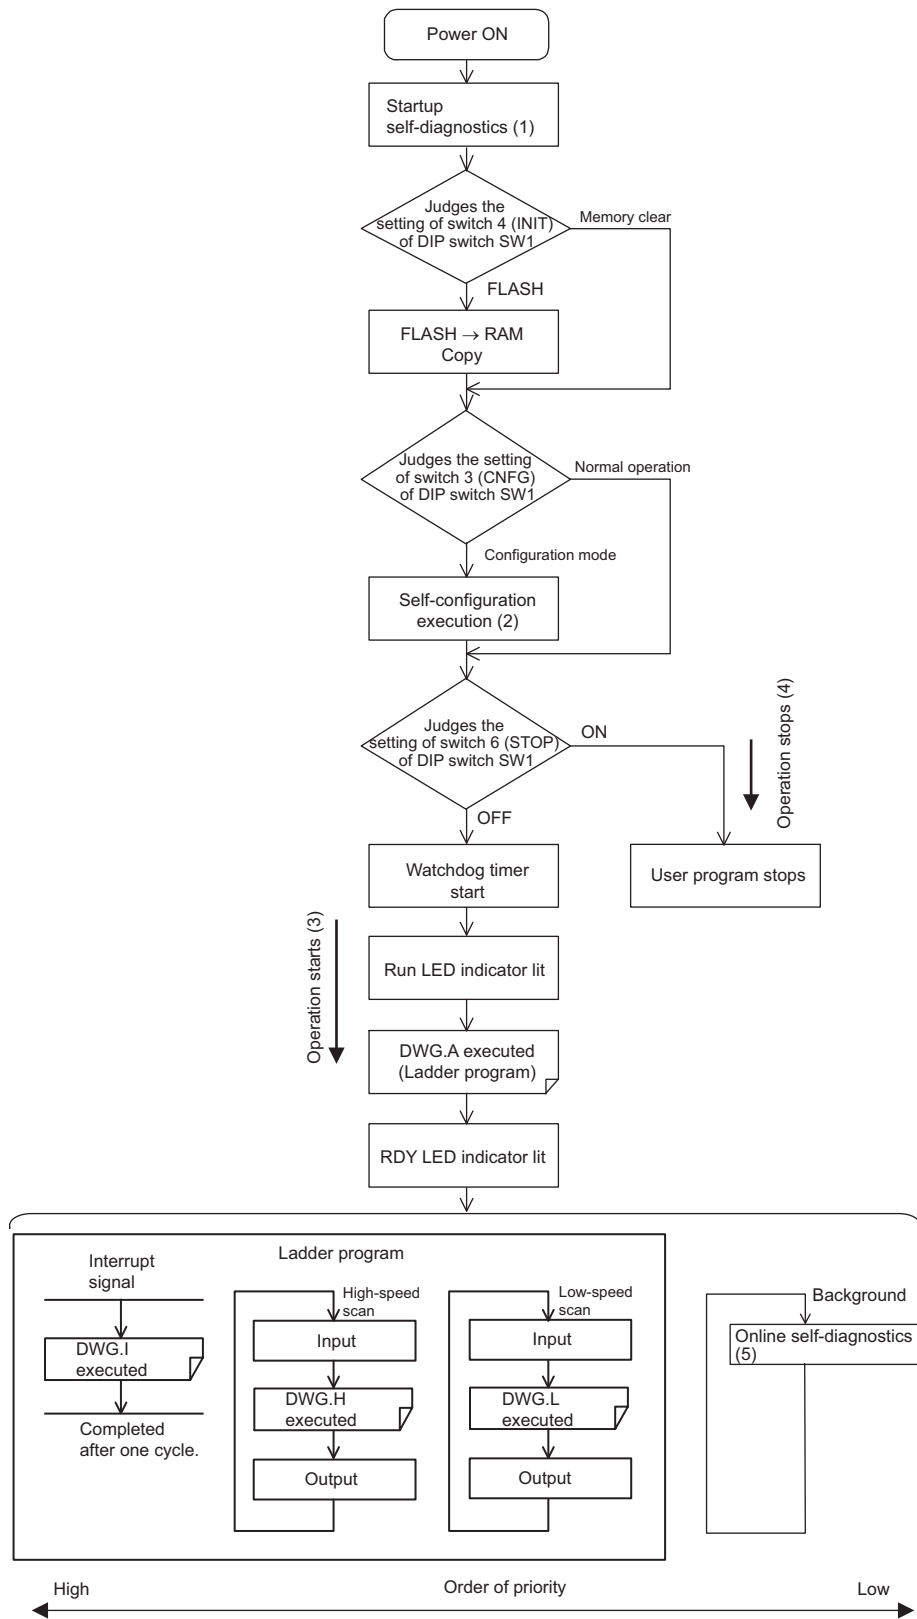 Power ON
Startup
self-diagnostics (1)
Judges the
setting of switch 4 (INIT)
of DIP switch SW1
Memory clear
FLASH
FLASH → RAM
Copy
Judges the setting
of switch 3 (CNFG)
of DIP switch SW1
Normal operation
Configuration mode
Self-configuration
execution (2)
Judges the
setting of switch 6 (STOP)
of DIP switch SW1
ON
Operation stops (4)
OFF
Watchdog timer
start
User program stops
Operation starts (3)
Run LED indicator lit
DWG.A executed
(Ladder program)
RDY LED indicator lit
Ladder program
Interrupt
signal
DWG.I
executed
Completed
after one cycle.
High-speed
scan
Input
DWG.H
executed
Output
Low-speed
scan
Input
DWG.L
executed
Output
Background
Online self-diagnostics
(5)
High
Order of priority
Low